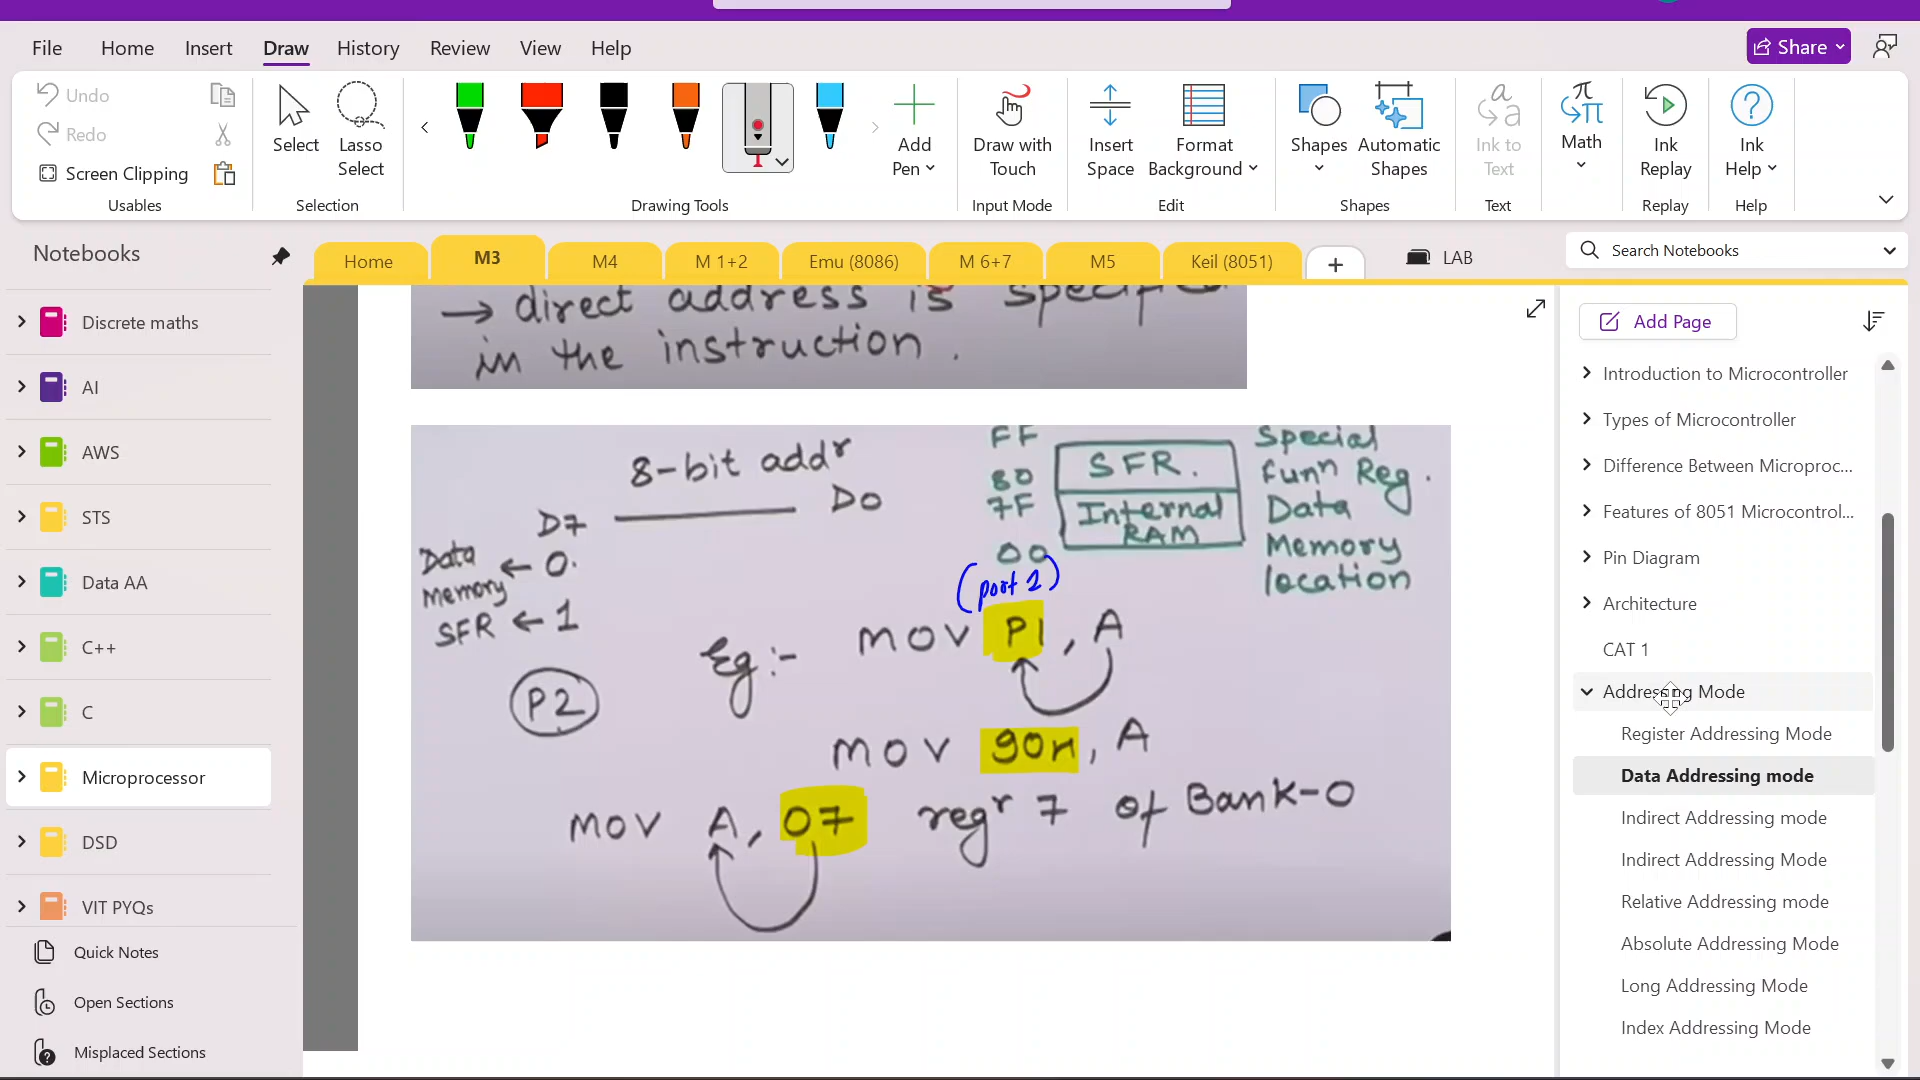 File Home Insert Draw History Review View Help Share
Undo
Redo
Screen Clipping
Usables
Select
Lasso Select
Selection
Drawing Tools
Add Pen
Draw with Touch
Input Mode
Insert Space
Format Background
Edit
Shapes
Automatic Shapes
Shapes
Ink to Text
Text
Math
Ink Replay
Replay
Ink Help
Help
Notebooks
Home M3 M4 M 1+2 Emu (8086) M 6+7 M5 Keil (8051) + LAB
Search Notebooks
Discrete maths
AI
AWS
STS
Data AA
C++
C
Microprocessor
DSD
VIT PYQs
Quick Notes
Open Sections
Misplaced Sections
→ direct address is
in the instruction .
8-bit addr
D7 D0
Data Memory ← 0.
SFR ← 1
P2
FF
80
7F
00
SFR.
Internal RAM
Special
Funn Reg.
Data
Memory
location
(port 1)
Eg :- MOV P1, A
MOV 90H, A
MOV A, 07 regr 7 of Bank-0
Add Page
Introduction to Microcontroller
Types of Microcontroller
Difference Between Microproc...
Features of 8051 Microcontrol...
Pin Diagram
Architecture
CAT 1
Addressing Mode
Register Addressing Mode
Data Addressing mode
Indirect Addressing mode
Indirect Addressing Mode
Relative Addressing mode
Absolute Addressing Mode
Long Addressing Mode
Index Addressing Mode